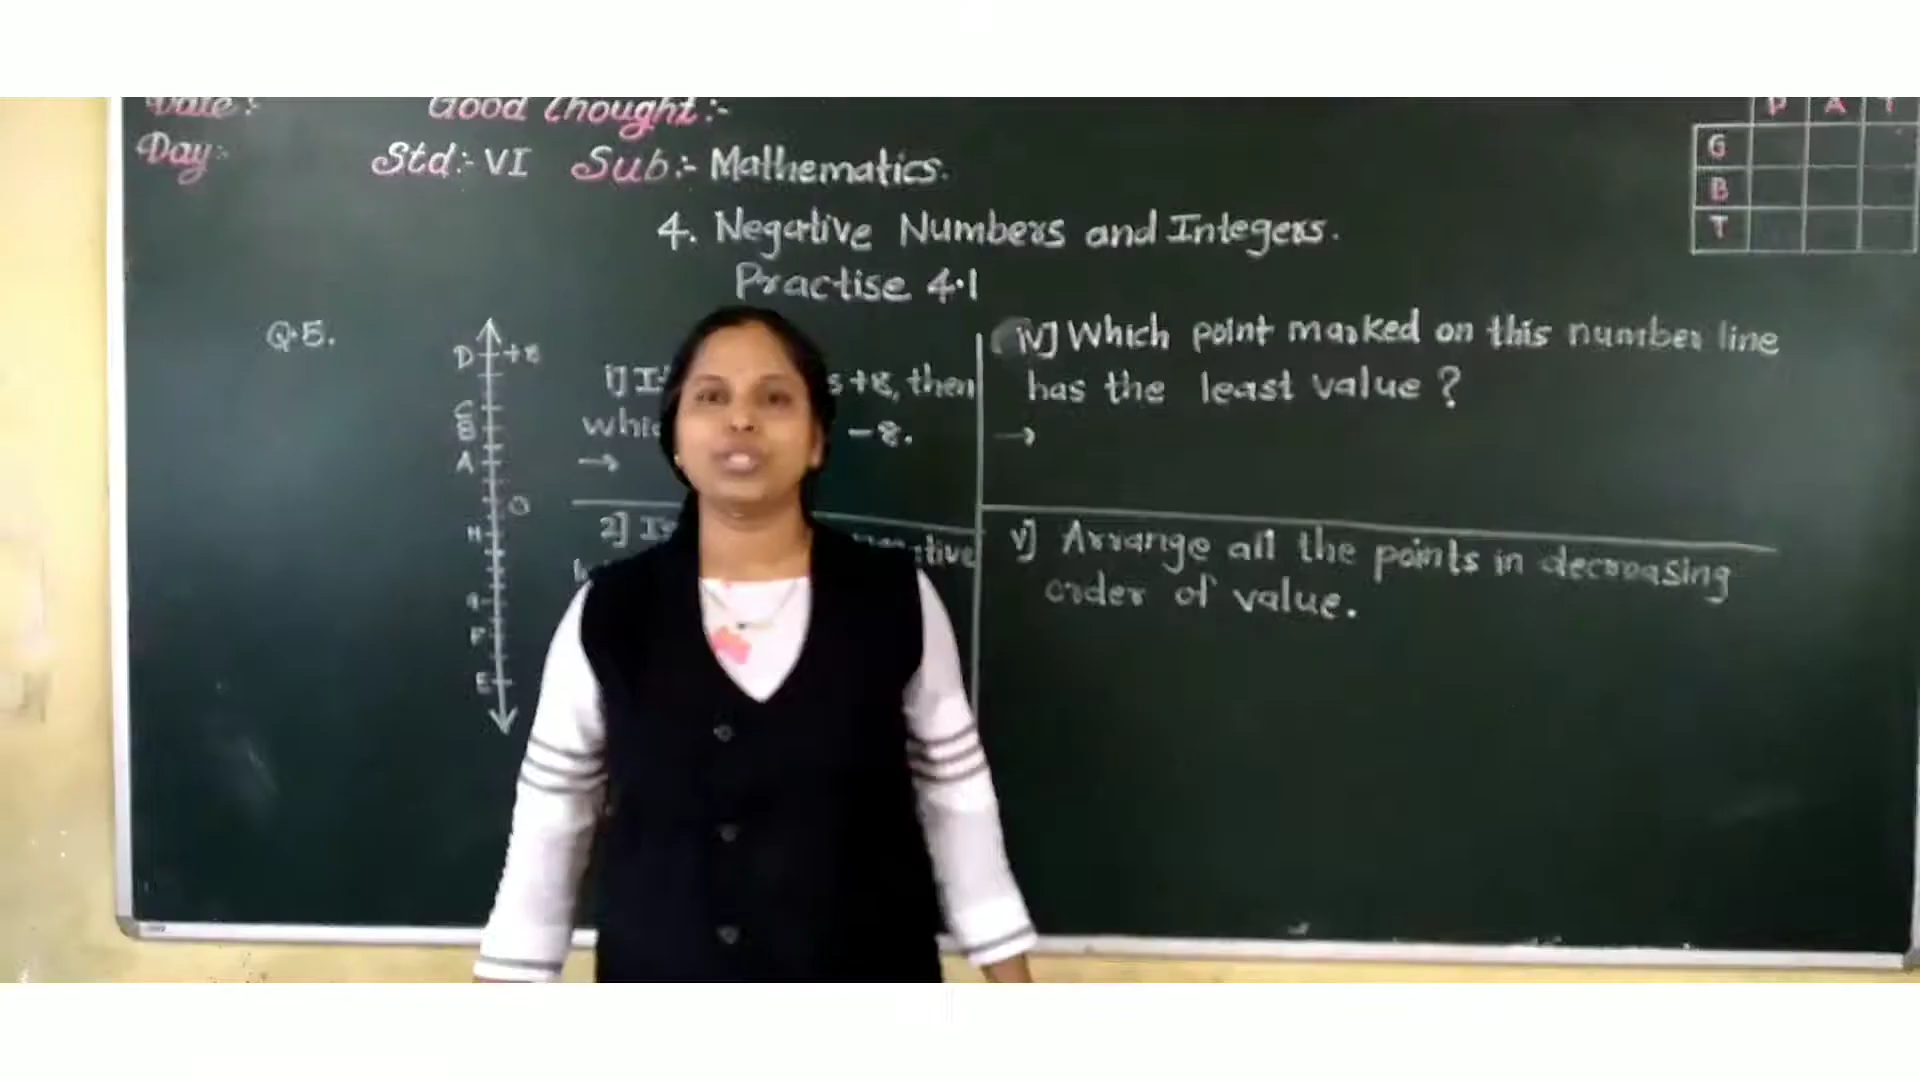 Date:- Good Thought:-
Day:- Std:- VI Sub:- Mathematics.
4. Negative Numbers and Integers.
Practise 4.1
P A T
G
B
T
Q.5.
D +8
C
B
A
O
H
F
E
i] +8, then
-8.
→
2]
iv] Which point marked on this number line
has the least value ?
→
v] Arrange all the points in decreasing
order of value.